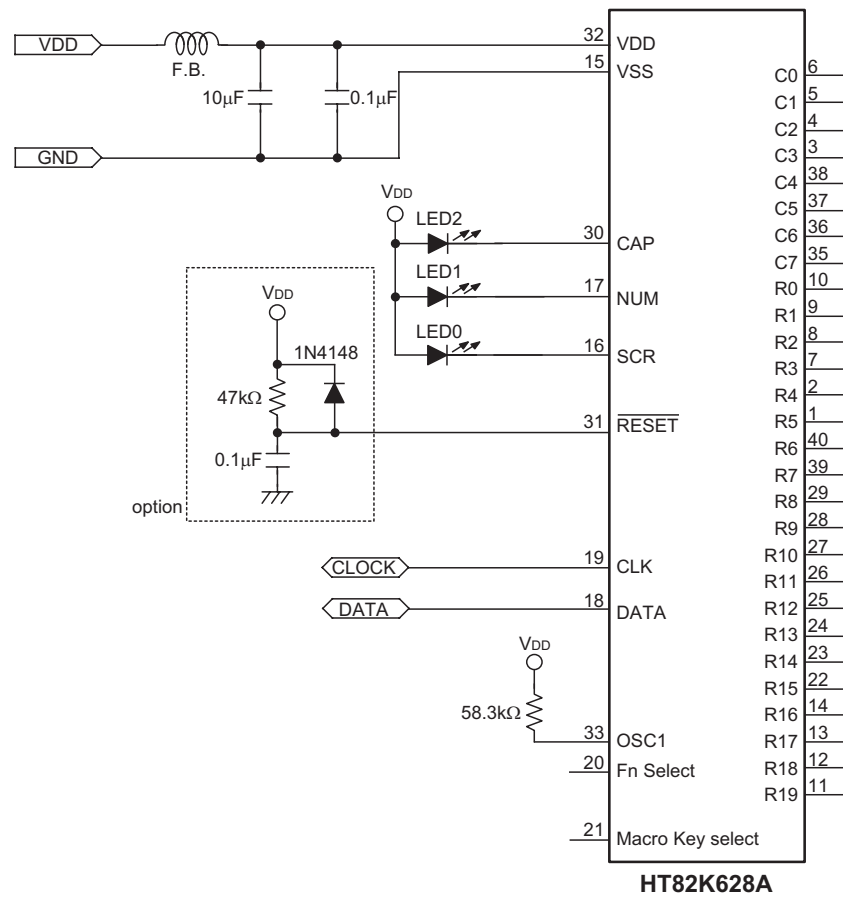 VDD
F.B.
10μF
0.1μF
GND
32
VDD
15
VSS
VDD
LED2
30
CAP
LED1
17
NUM
LED0
16
SCR
VDD
1N4148
47kΩ
0.1μF
option
31
RESET
CLOCK
19
CLK
DATA
18
DATA
VDD
58.3kΩ
33
OSC1
20
Fn Select
21
Macro Key select
C0 6
C1 5
C2 4
C3 3
C4 38
C5 37
C6 36
C7 35
R0 10
R1 9
R2 8
R3 7
R4 2
R5 1
R6 40
R7 39
R8 29
R9 28
R10 27
R11 26
R12 25
R13 24
R14 23
R15 22
R16 14
R17 13
R18 12
R19 11
HT82K628A